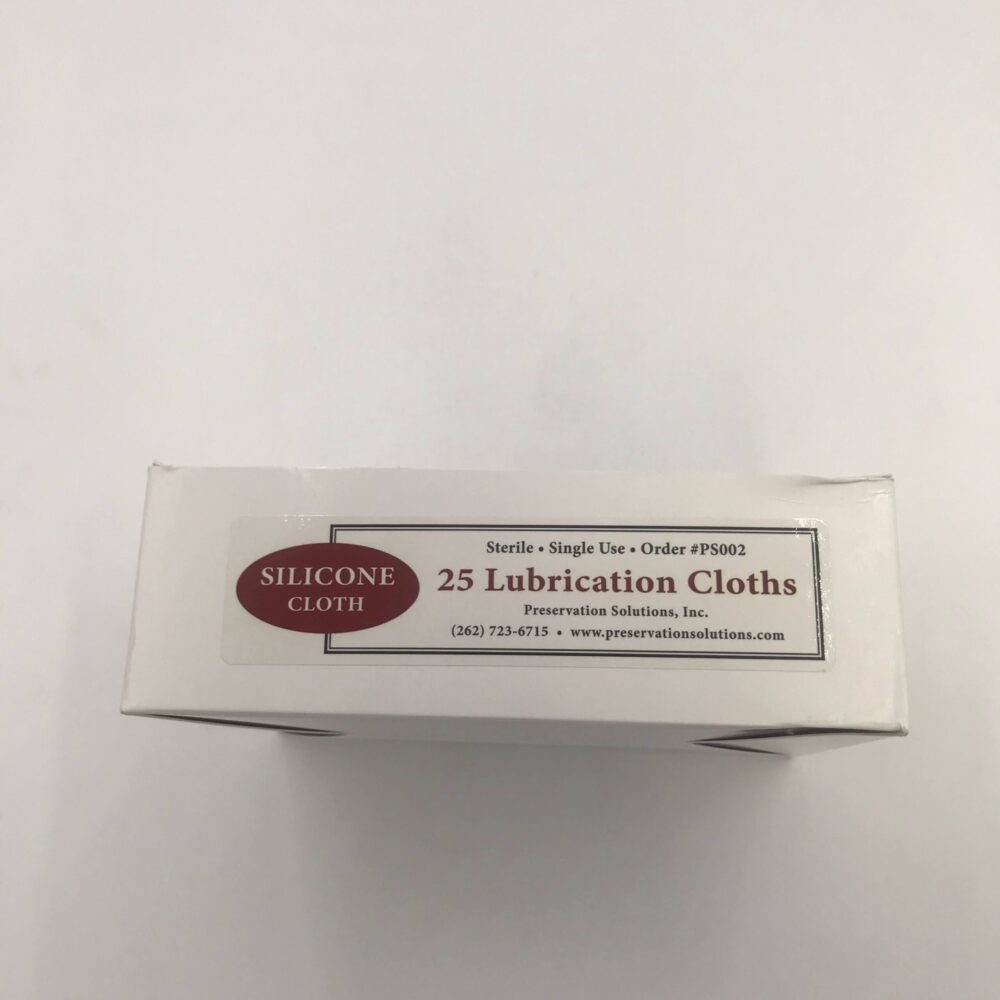 SILICONE
CLOTH
Sterile • Single Use • Order #PS002
25 Lubrication Cloths
Preservation Solutions, Inc.
(262) 723-6715 • www.preservationsolutions.com